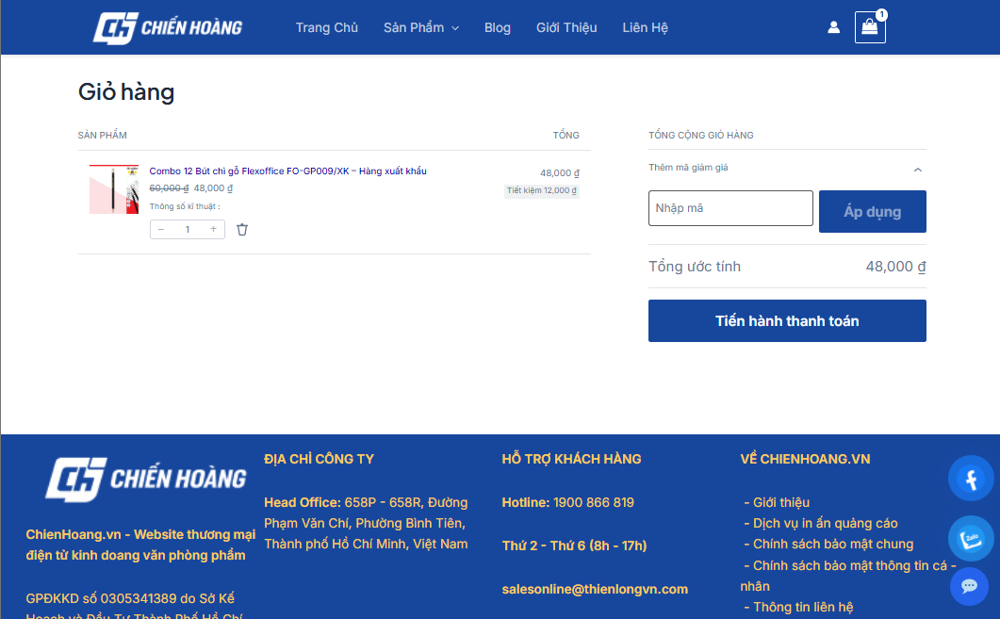 CHIẾN HOÀNG
Trang Chủ
Sản Phẩm
Blog
Giới Thiệu
Liên Hệ
1
Giỏ hàng
SẢN PHẨM
TỔNG
Combo 12 Bút chì gỗ Flexoffice FO-GP009/XK – Hàng xuất khẩu
48,000 ₫
60,000 ₫ 48,000 ₫
Tiết kiệm 12,000 ₫
Thông số kĩ thuật :
− 1 +
TỔNG CỘNG GIỎ HÀNG
Thêm mã giảm giá
Nhập mã
Áp dụng
Tổng ước tính
48,000 ₫
Tiến hành thanh toán
CHIẾN HOÀNG
ChienHoang.vn - Website thương mại
điện tử kinh doang văn phòng phẩm
GPĐKKD số 0305341389 do Sở Kế
Hoạch và Đầu Tư Thành Phố Hồ Chí
ĐỊA CHỈ CÔNG TY
Head Office: 658P - 658R, Đường
Phạm Văn Chí, Phường Bình Tiên,
Thành phố Hồ Chí Minh, Việt Nam
HỖ TRỢ KHÁCH HÀNG
Hotline: 1900 866 819
Thứ 2 - Thứ 6 (8h - 17h)
salesonline@thienlongvn.com
VỀ CHIENHOANG.VN
- Giới thiệu
- Dịch vụ in ấn quảng cáo
- Chính sách bảo mật chung
- Chính sách bảo mật thông tin cá -
nhân
- Thông tin liên hệ
Zalo